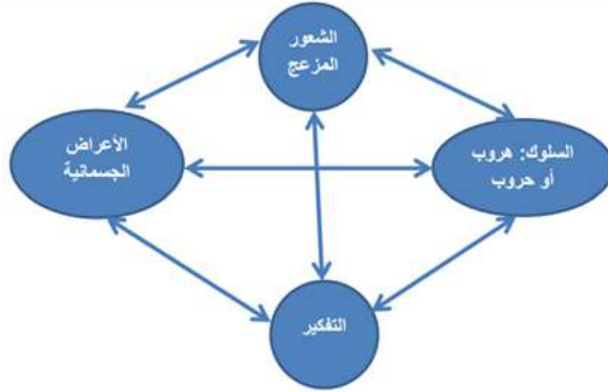 الشعور
المزعج
السلوك: هروب
أو حروب
الأعراض
الجسمانية
التفكير